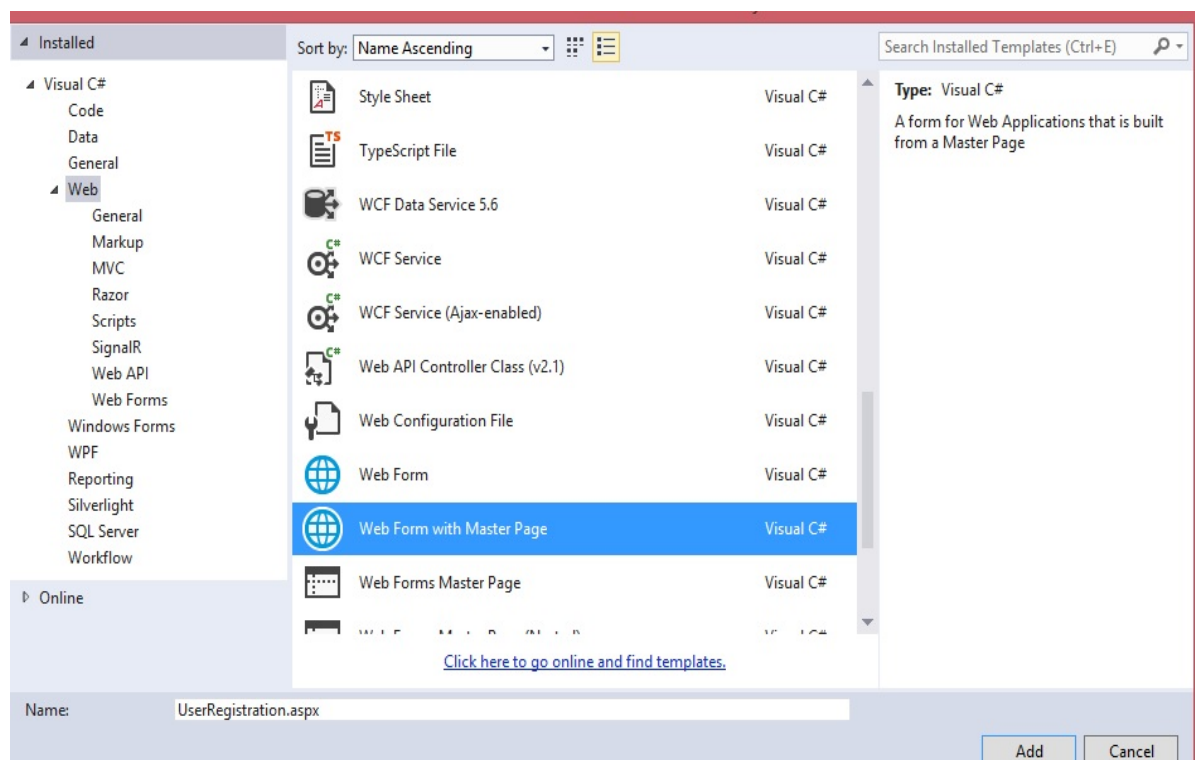 Installed
Sort by: Name Ascending
Search Installed Templates (Ctrl+E)
Visual C#
Code
Data
General
Web
General
Markup
MVC
Razor
Scripts
SignalR
Web API
Web Forms
Windows Forms
WPF
Reporting
Silverlight
SQL Server
Workflow
Online
Style Sheet Visual C#
TS
TypeScript File Visual C#
WCF Data Service 5.6 Visual C#
C#
WCF Service Visual C#
C#
WCF Service (Ajax-enabled) Visual C#
C#
Web API Controller Class (v2.1) Visual C#
Web Configuration File Visual C#
Web Form Visual C#
Web Form with Master Page Visual C#
Web Forms Master Page Visual C#
Click here to go online and find templates.
Type: Visual C#
A form for Web Applications that is built
from a Master Page
Name: UserRegistration.aspx
Add Cancel